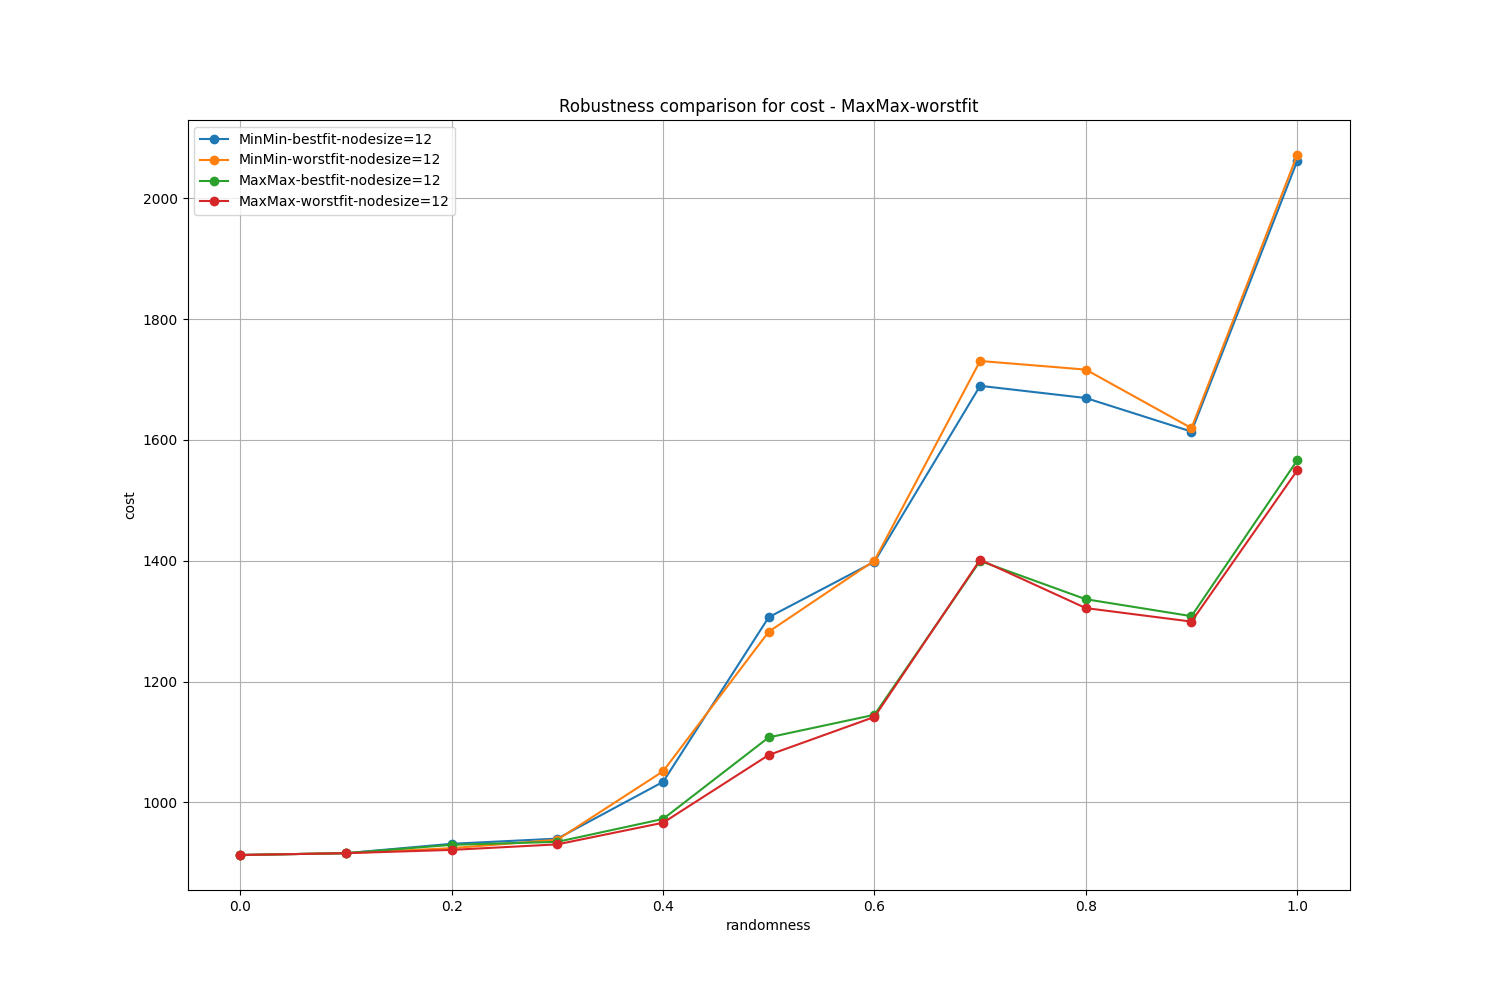 Robustness comparison for cost - MaxMax-worstfit
MinMin-bestfit-nodesize=12
MinMin-worstfit-nodesize=12
MaxMax-bestfit-nodesize=12
MaxMax-worstfit-nodesize=12
2000
1800
1600
1400
1200
1000
cost
0.0 0.2 0.4 0.6 0.8 1.0
randomness